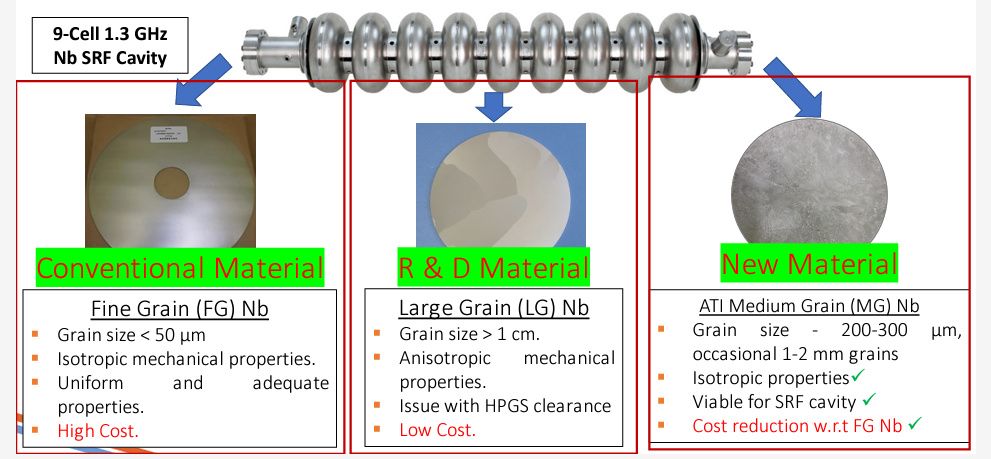 9-Cell 1.3 GHz
Nb SRF Cavity
Conventional Material
Fine Grain (FG) Nb
▪ Grain size < 50 µm
▪ Isotropic mechanical properties.
▪ Uniform and adequate
properties.
▪ High Cost.
R & D Material
Large Grain (LG) Nb
▪ Grain size > 1 cm.
▪ Anisotropic mechanical
properties.
▪ Issue with HPGS clearance
▪ Low Cost.
New Material
ATI Medium Grain (MG) Nb
▪ Grain size - 200-300 µm,
occasional 1-2 mm grains
▪ Isotropic properties✓
▪ Viable for SRF cavity ✓
▪ Cost reduction w.r.t FG Nb ✓